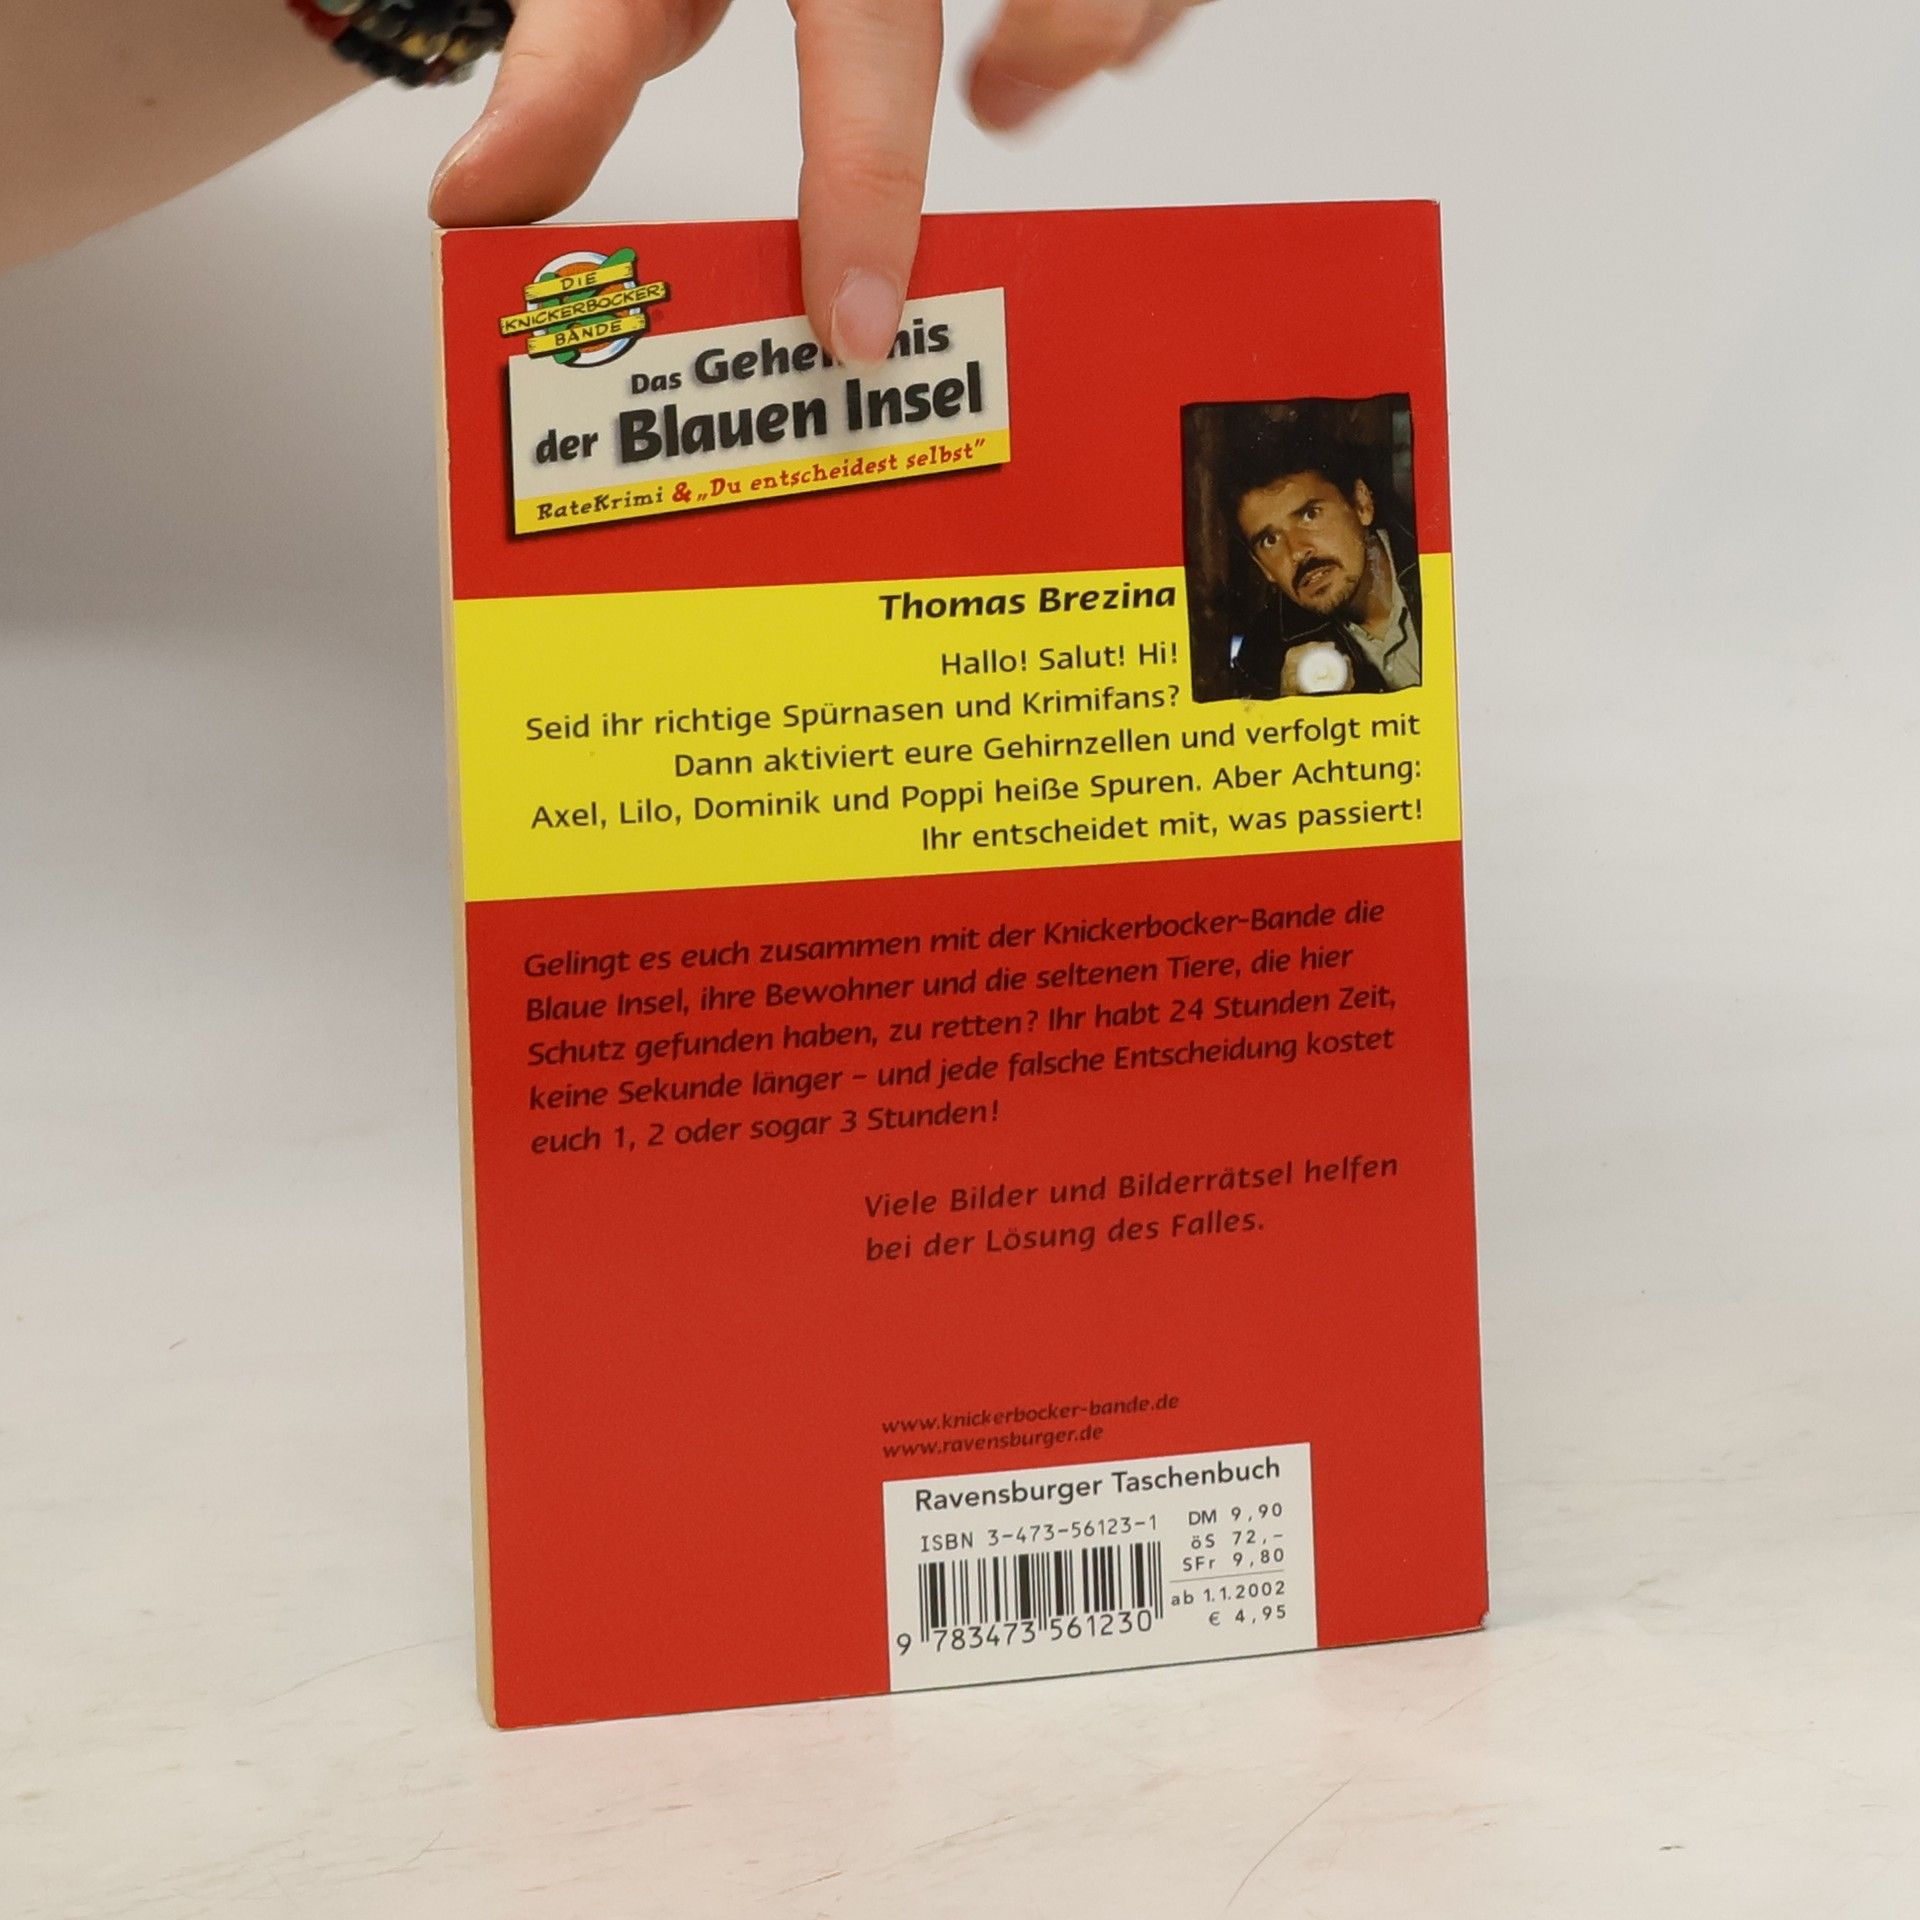 DIE
KNICKERBOCKER-
BANDE
Das
der Blauen Insel
RateKrimi & „Du entscheidest selbst”
Thomas Brezina
Hallo! Salut! Hi!
Seid ihr richtige Spürnasen und Krimifans?
Dann aktiviert eure Gehirnzellen und verfolgt mit
Axel, Lilo, Dominik und Poppi heiße Spuren. Aber Achtung:
Ihr entscheidet mit, was passiert!
Gelingt es euch zusammen mit der Knickerbocker-Bande die
Blaue Insel, ihre Bewohner und die seltenen Tiere, die hier
Schutz gefunden haben, zu retten? Ihr habt 24 Stunden Zeit,
keine Sekunde länger – und jede falsche Entscheidung kostet
euch 1, 2 oder sogar 3 Stunden!
Viele Bilder und Bilderrätsel helfen
bei der Lösung des Falles.
www.knickerbocker-bande.de
www.ravensburger.de
Ravensburger Taschenbuch
ISBN 3-473-56123-1
DM 9,90
öS 72,-
SFr 9,80
ab 1.1.2002
€ 4,95
9 783473 561230